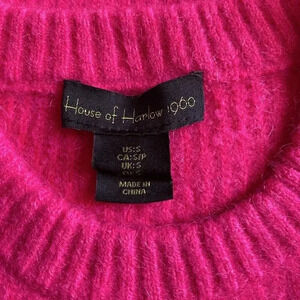 House of Harlow 1960
US:S
CA:S/P
UK:S
MADE IN
CHINA